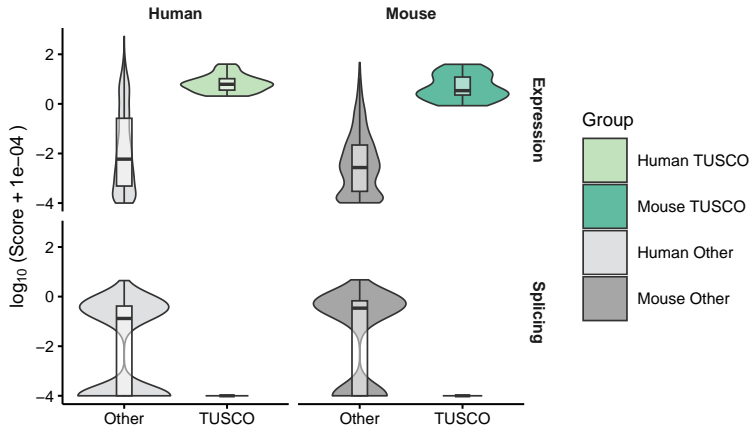 Human
Mouse
log10 (Score + 1e−04 )
2
0
−2
−4
Expression
2
0
−2
−4
Splicing
Other
TUSCO
Other
TUSCO
Group
Human TUSCO
Mouse TUSCO
Human Other
Mouse Other